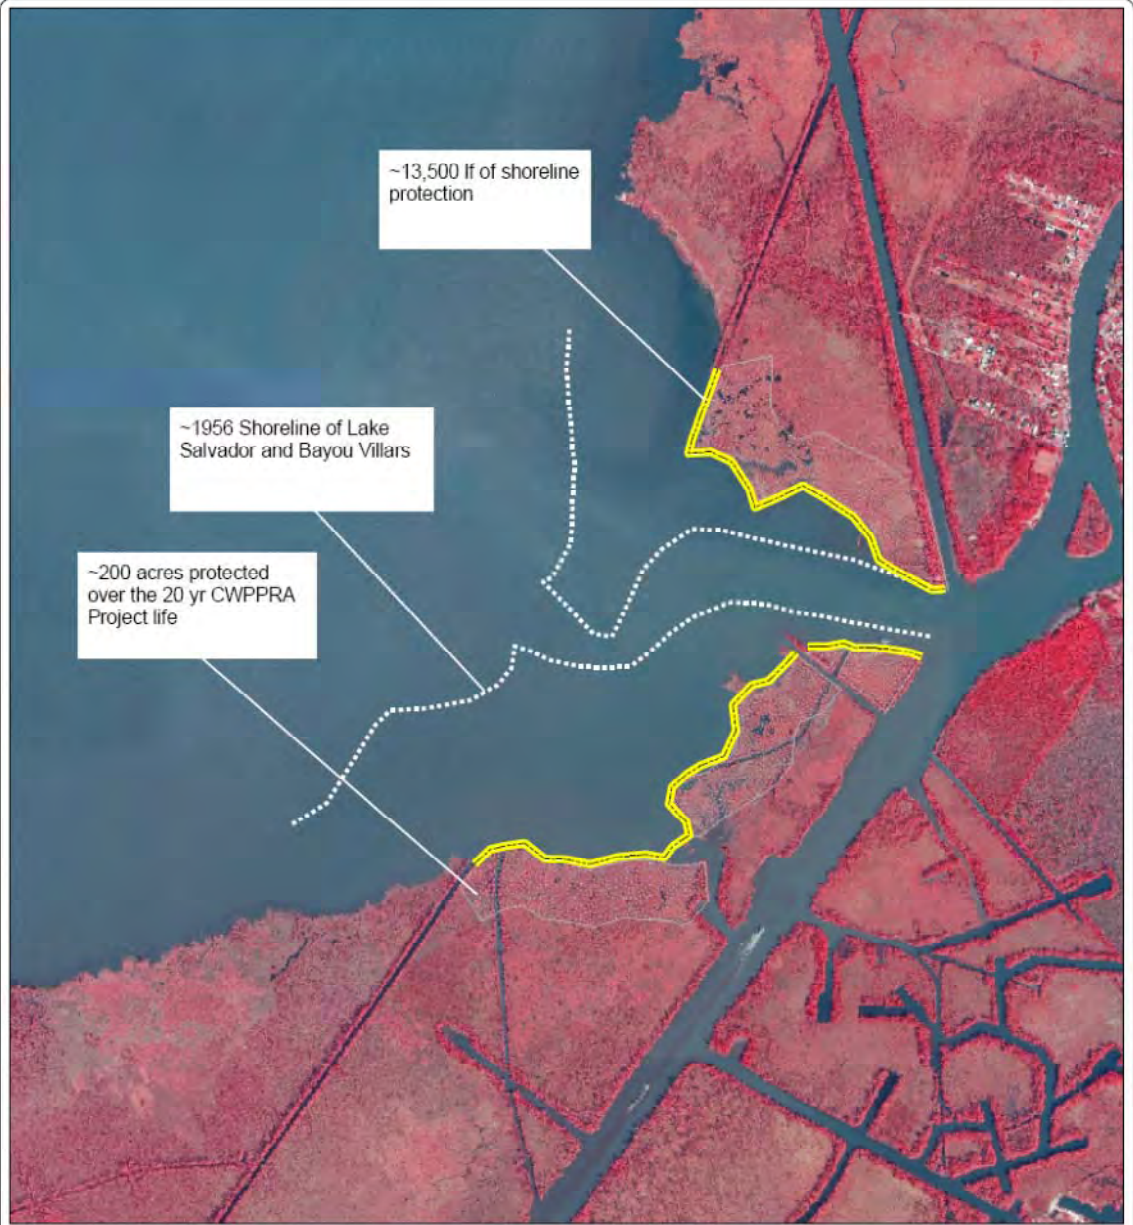 ~13,500 lf of shoreline
protection
~1956 Shoreline of Lake
Salvador and Bayou Villars
~200 acres protected
over the 20 yr CWPPRA
Project life